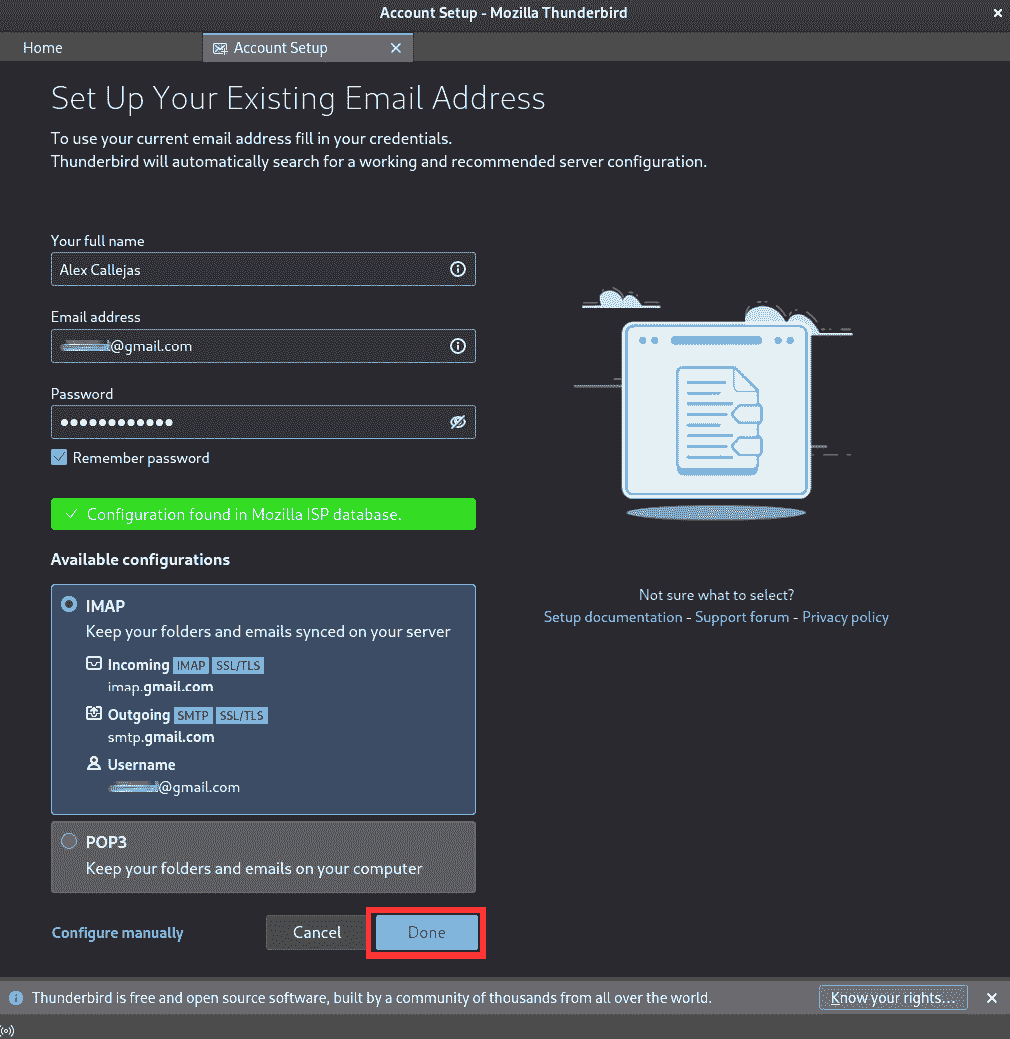 Account Setup - Mozilla Thunderbird
Home
Account Setup
Set Up Your Existing Email Address
To use your current email address fill in your credentials.
Thunderbird will automatically search for a working and recommended server configuration.
Your full name
Alex Callejas
Email address
@gmail.com
Password
Remember password
Configuration found in Mozilla ISP database.
Available configurations
IMAP
Keep your folders and emails synced on your server
Incoming IMAP SSL/TLS
imap.gmail.com
Outgoing SMTP SSL/TLS
smtp.gmail.com
Username
@gmail.com
POP3
Keep your folders and emails on your computer
Not sure what to select?
Setup documentation - Support forum - Privacy policy
Configure manually
Cancel
Done
Thunderbird is free and open source software, built by a community of thousands from all over the world.
Know your rights...